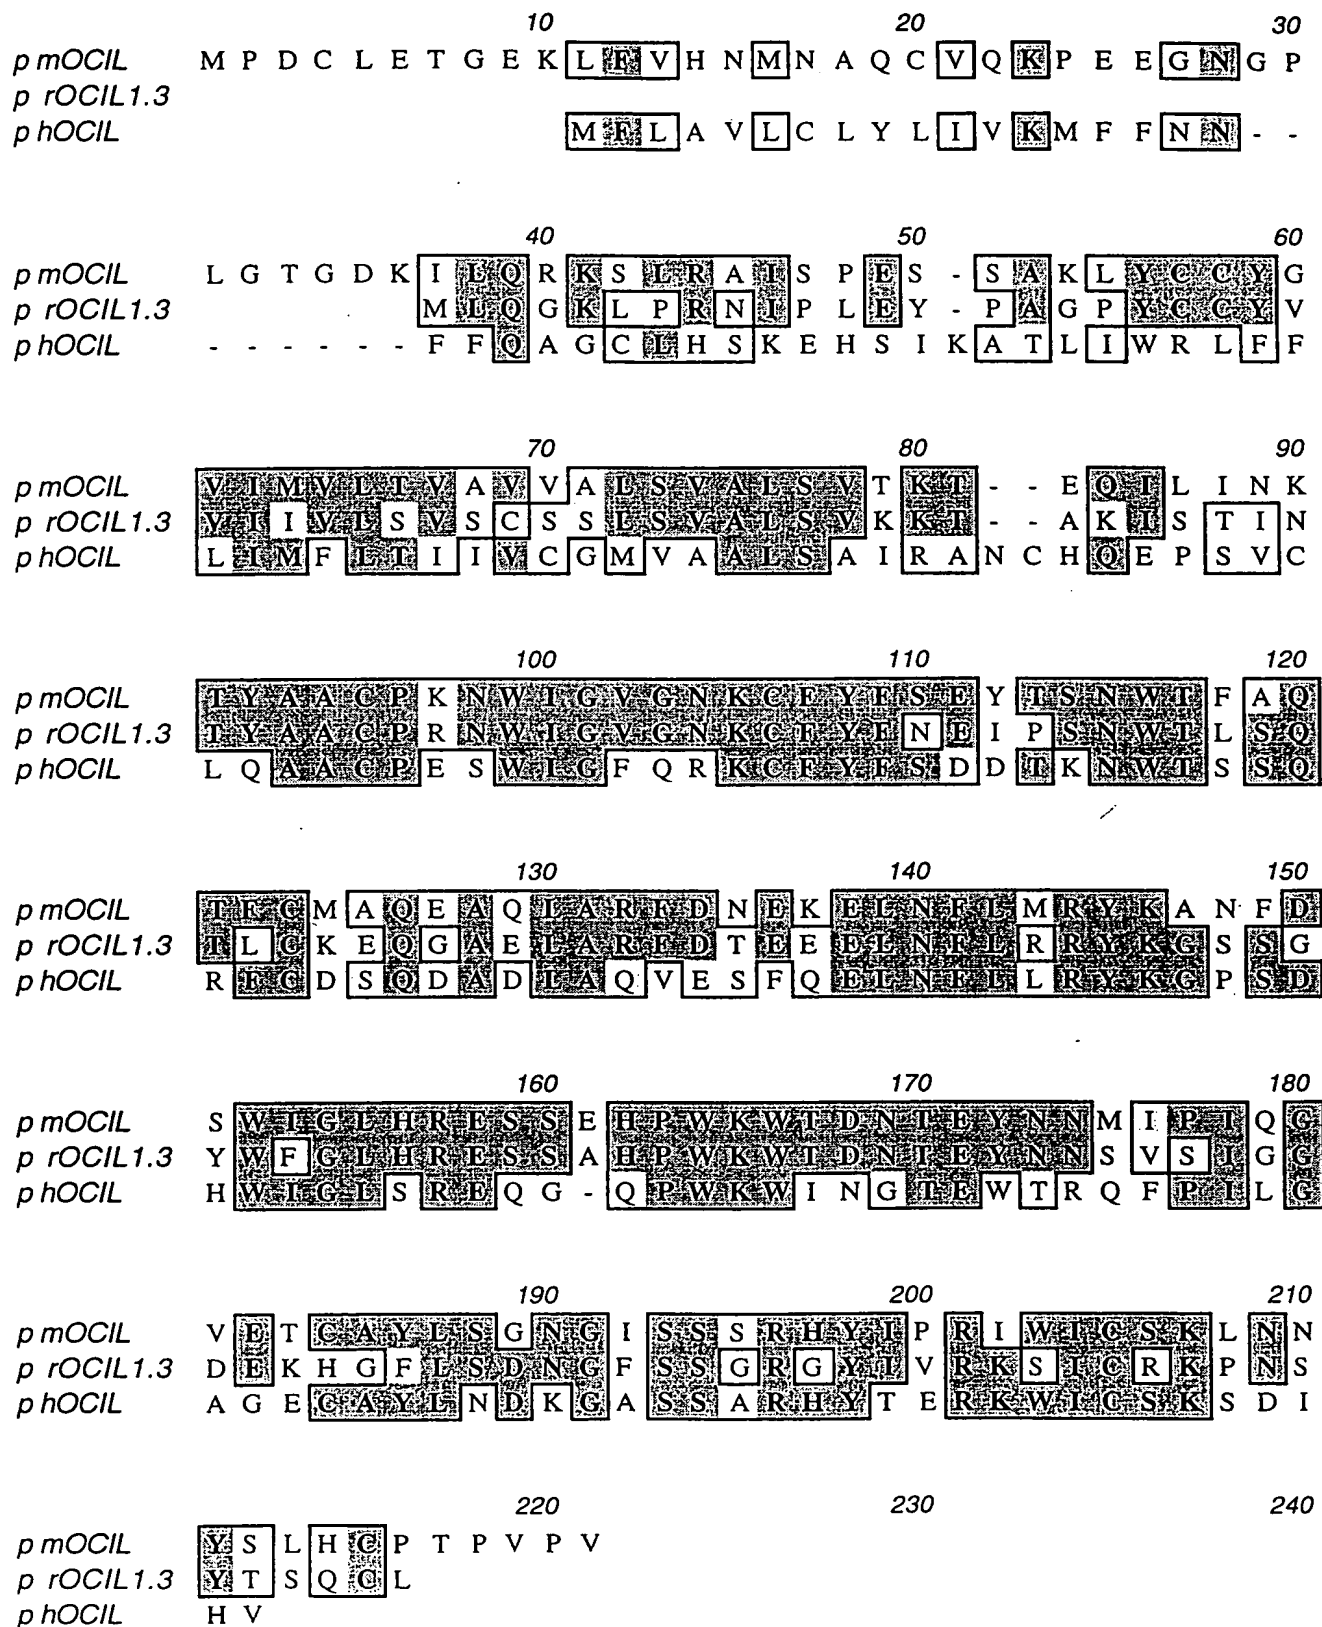 10 20 30
p mOCIL M P D C L E T G E K L E V H N M N A Q C V Q K P E E G N G P
p rOCIL1.3
p hOCIL M E L A V L C L Y L I V K M F F N N - -
40 50 60
p mOCIL L G T G D K I L Q R K S L R A I S P E S - S A K L Y C C Y G
p rOCIL1.3 M L Q G K L P R N I P L E Y - P A G P Y C C Y V
p hOCIL - - - - - - F F Q A G C L H S K E H S I K A T L I W R L F F
70 80 90
p mOCIL V I M V L T V A V V A L S V A L S V T K T - - E Q I L I N K
p rOCIL1.3 V I I V L S V S C S S L S V A L S V K K T - - A K I S T I N
p hOCIL L I M F L T I I V C G M V A A L S A I R A N C H Q E P S V C
100 110 120
p mOCIL T Y A A C P K N W I G V G N K C F Y F S E Y T S N W T F A Q
p rOCIL1.3 T Y A A C P R N W I G V G N K C F Y F N E I P S N W T L S Q
p hOCIL L Q A A C P E S W I G F Q R K C F Y F S D D T K N W T S S Q
130 140 150
p mOCIL T F C M A Q E A Q L A R F D N E K E L N F L M R Y K A N F D
p rOCIL1.3 T L C K E Q G A E L A R F D T E E E L N F L R R Y K G S S G
p hOCIL R F C D S Q D A D L A Q V E S F Q E L N F L L R Y K G P S D
160 170 180
p mOCIL S W I G L H R E S S E H P W K W T D N T E Y N N M I P T Q G
p rOCIL1.3 Y W F G L H R E S S A H P W K W T D N T E Y N N S V S I G G
p hOCIL H W I G L S R E Q G - Q P W K W I N G T E W T R Q F P I L G
190 200 210
p mOCIL V E T C A Y L S G N G I S S S R H Y I P R I W I C S K L N N
p rOCIL1.3 D E K H G F L S D N G F S S G R G Y I V R K S I C R K P N S
p hOCIL A G E C A Y L N D K G A S S A R H Y T E R K W I C S K S D I
220 230 240
p mOCIL Y S L H C P T P V P V
p rOCIL1.3 Y T S Q C L
p hOCIL H V